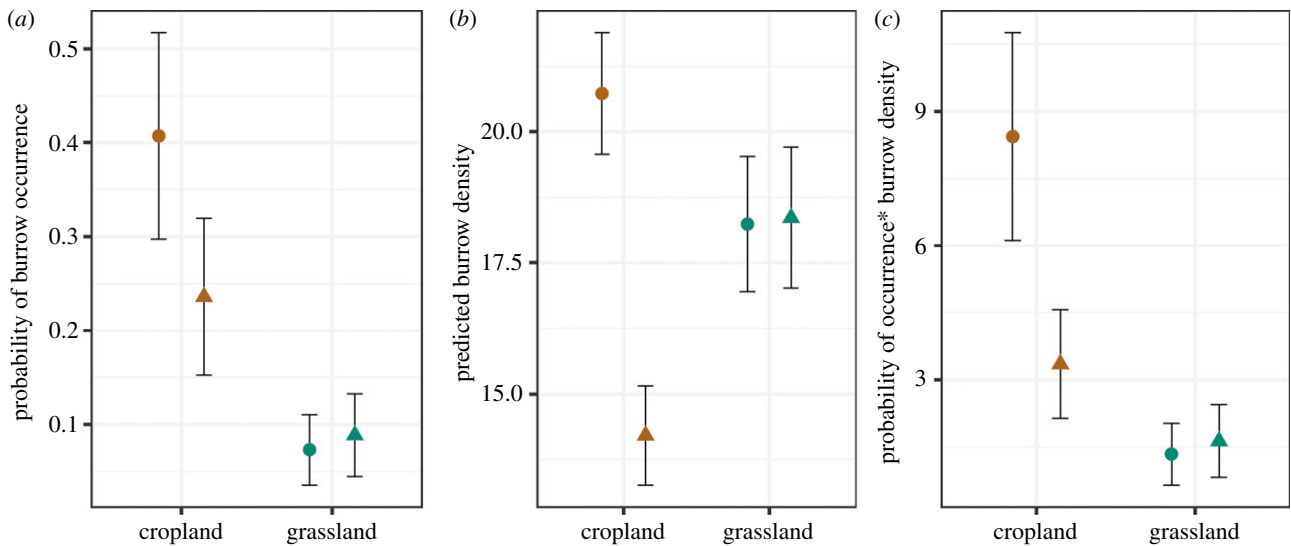 (a)
probability of burrow occurrence
0.5
0.4
0.3
0.2
0.1
cropland
grassland
(b)
predicted burrow density
20.0
17.5
15.0
cropland
grassland
(c)
probability of occurrence* burrow density
9
6
3
cropland
grassland